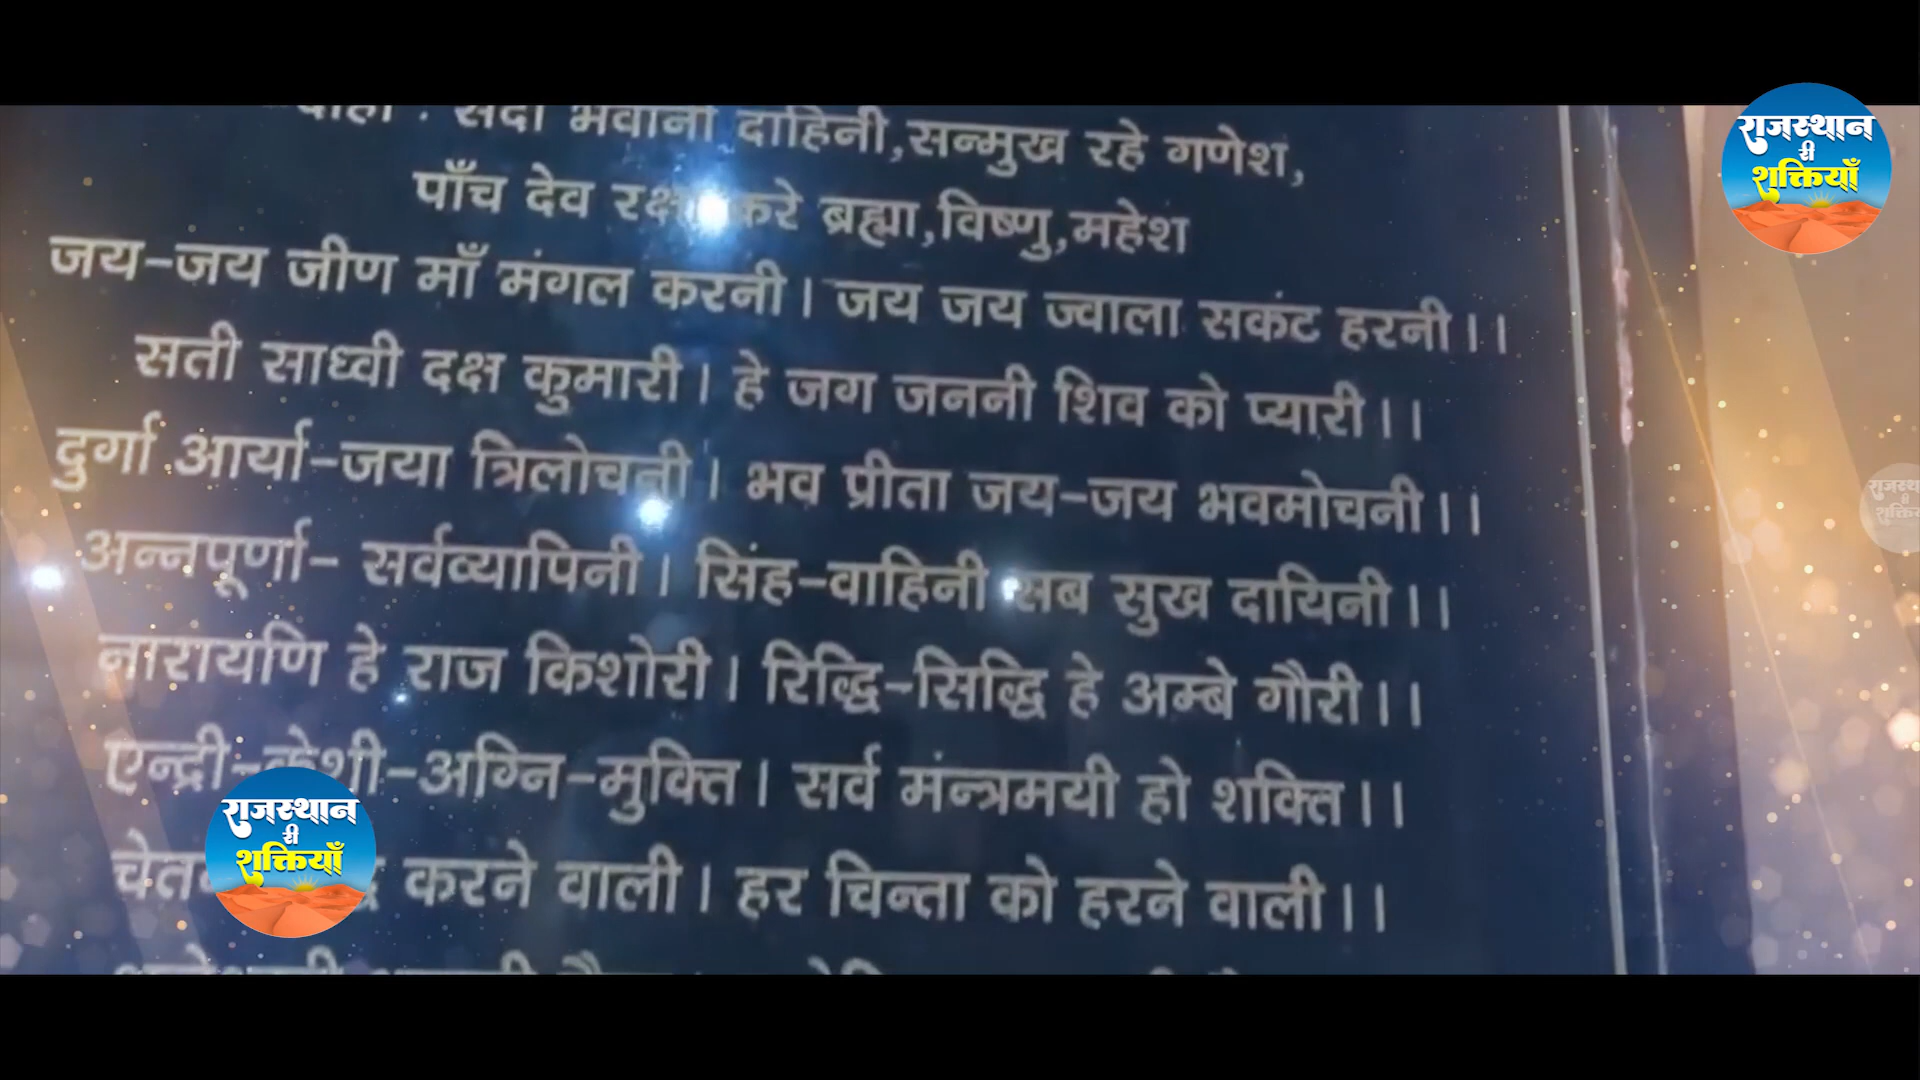 सदा भवानी दाहिनी,सन्मुख रहे गणेश,
पाँच देव करे ब्रह्मा,विष्णु,महेश
जय-जय जीण माँ मंगल करनी। जय जय ज्वाला सकंट हरनी।।
सती साध्वी दक्ष कुमारी। हे जग जननी शिव को प्यारी।।
दुर्गा आर्या-जया त्रिलोचनी। भव प्रीता जय-जय भवमोचनी।।
अन्नपूर्णा- सर्वव्यापिनी। सिंह-वाहिनी सब सुख दायिनी।।
नारायणि हे राज किशोरी। रिद्धि-सिद्धि हे अम्बे गौरी।।
एन्द्री-अग्नि-मुक्ति। सर्व मंन्त्रमयी हो शक्ति।।
करने वाली। हर चिन्ता को हरने वाली।।
राजस्थान
री
शक्तियाँ
राजस्थान
री
शक्तियाँ